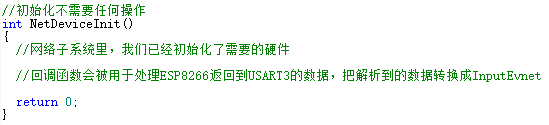 //初始化不需要任何操作
int NetDeviceInit()
{
//网络子系统里，我们已经初始化了需要的硬件
//回调函数会被用于处理ESP8266返回到USART3的数据，把解析到的数据转换成InputEvnet
return 0;
}